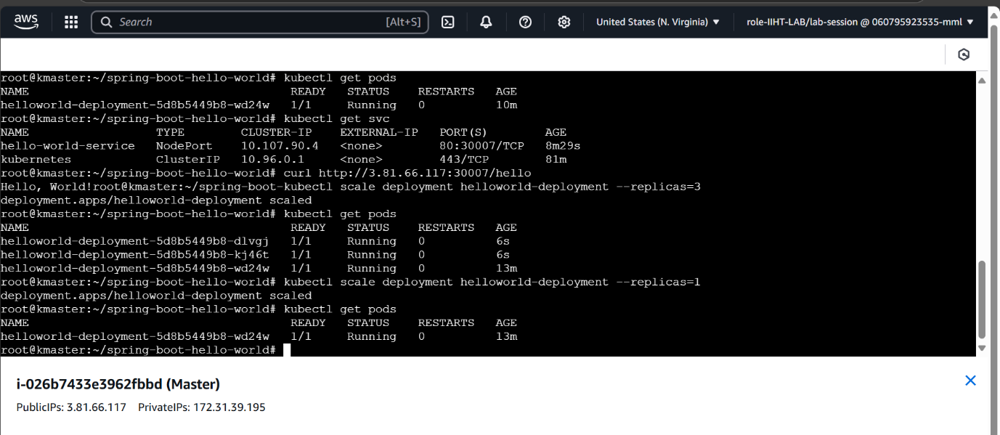 aws
Search [Alt+S] United States (N. Virginia) ▼ role-IIHT-LAB/lab-session @ 060795923535-mml ▼
root@kmaster:~/spring-boot-hello-world# kubectl get pods
NAME READY STATUS RESTARTS AGE
helloworld-deployment-5d8b5449b8-wd24w 1/1 Running 0 10m
root@kmaster:~/spring-boot-hello-world# kubectl get svc
NAME TYPE CLUSTER-IP EXTERNAL-IP PORT(S) AGE
hello-world-service NodePort 10.107.90.4 <none> 80:30007/TCP 8m29s
kubernetes ClusterIP 10.96.0.1 <none> 443/TCP 81m
root@kmaster:~/spring-boot-hello-world# curl http://3.81.66.117:30007/hello
Hello, World!root@kmaster:~/spring-boot-kubectl scale deployment helloworld-deployment --replicas=3
deployment.apps/helloworld-deployment scaled
root@kmaster:~/spring-boot-hello-world# kubectl get pods
NAME READY STATUS RESTARTS AGE
helloworld-deployment-5d8b5449b8-dlvgj 1/1 Running 0 6s
helloworld-deployment-5d8b5449b8-kj46t 1/1 Running 0 6s
helloworld-deployment-5d8b5449b8-wd24w 1/1 Running 0 13m
root@kmaster:~/spring-boot-hello-world# kubectl scale deployment helloworld-deployment --replicas=1
deployment.apps/helloworld-deployment scaled
root@kmaster:~/spring-boot-hello-world# kubectl get pods
NAME READY STATUS RESTARTS AGE
helloworld-deployment-5d8b5449b8-wd24w 1/1 Running 0 13m
root@kmaster:~/spring-boot-hello-world#
i-026b7433e3962fbbd (Master)
PublicIPs: 3.81.66.117 PrivateIPs: 172.31.39.195